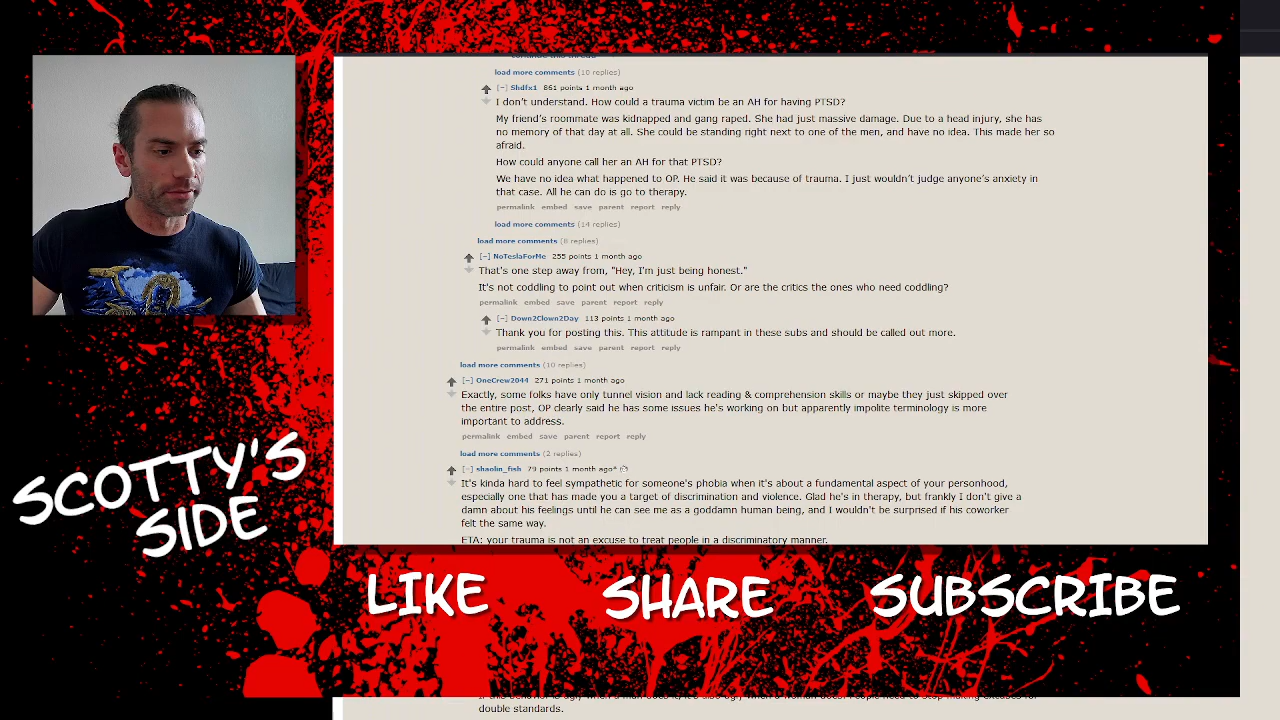 load more comments (10 replies)
[–] Shdfx1 861 points 1 month ago
I don't understand. How could a trauma victim be an AH for having PTSD?
My friend's roommate was kidnapped and gang raped. She had just massive damage. Due to a head injury, she has
no memory of that day at all. She could be standing right next to one of the men, and have no idea. This made her so
afraid.
How could anyone call her an AH for that PTSD?
We have no idea what happened to OP. He said it was because of trauma. I just wouldn't judge anyone's anxiety in
that case. All he can do is go to therapy.
permalink embed save parent report reply
load more comments (14 replies)
load more comments (8 replies)
[–] NoTeslaForMe 255 points 1 month ago
That's one step away from, "Hey, I'm just being honest."
It's not coddling to point out when criticism is unfair. Or are the critics the ones who need coddling?
permalink embed save parent report reply
[–] Down2Clown2Day 113 points 1 month ago
Thank you for posting this. This attitude is rampant in these subs and should be called out more.
permalink embed save parent report reply
load more comments (10 replies)
[–] OneCrew2044 271 points 1 month ago
Exactly, some folks have only tunnel vision and lack reading & comprehension skills or maybe they just skipped over
the entire post, OP clearly said he has some issues he's working on but apparently impolite terminology is more
important to address.
permalink embed save parent report reply
load more comments (2 replies)
[–] shaolin_fish 79 points 1 month ago*
It's kinda hard to feel sympathetic for someone's phobia when it's about a fundamental aspect of your personhood,
especially one that has made you a target of discrimination and violence. Glad he's in therapy, but frankly I don't give a
damn about his feelings until he can see me as a goddamn human being, and I wouldn't be surprised if his coworker
felt the same way.
ETA: your trauma is not an excuse to treat people in a discriminatory manner.
SCOTTY'S
SIDE
LIKE SHARE SUBSCRIBE
double standards.